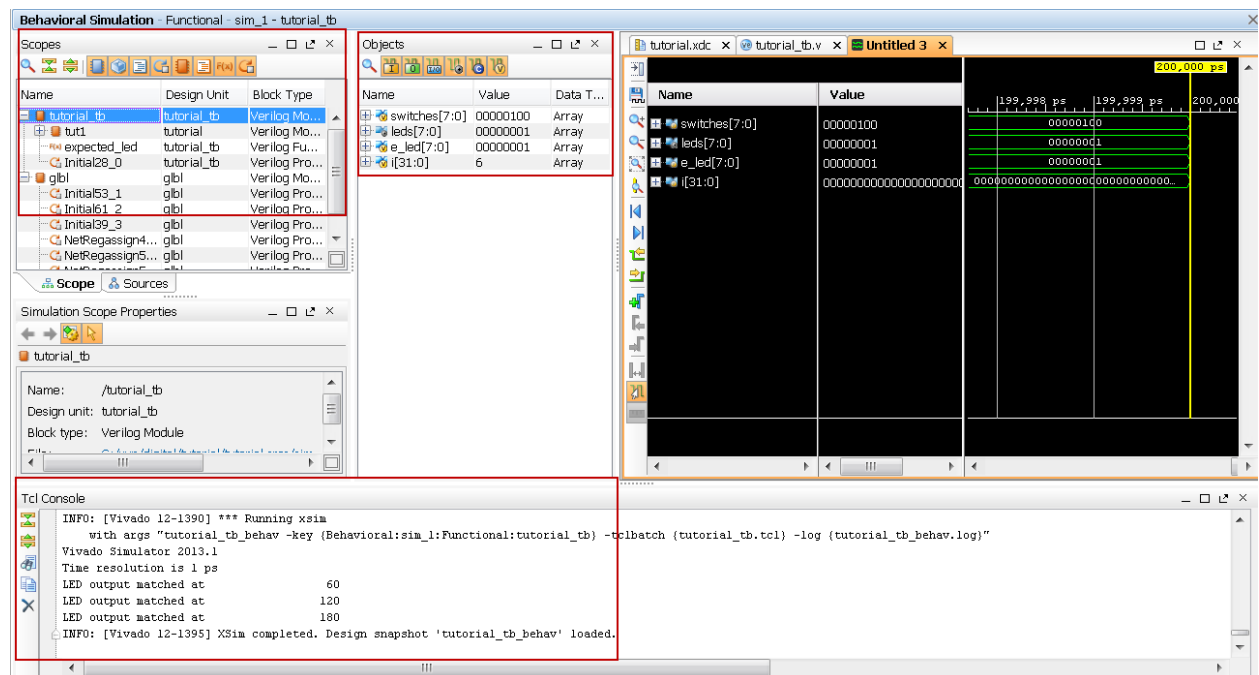 Behavioral Simulation - Functional - sim_1 - tutorial_tb
Scopes
Name Design Unit Block Type
tutorial_tb tutorial_tb Verilog Mo...
tut1 tutorial Verilog Mo...
expected_led tutorial_tb Verilog Fu...
Initial28_0 tutorial_tb Verilog Pro...
glbl glbl Verilog Mo...
Initial53_1 glbl Verilog Pro...
Initial61_2 glbl Verilog Pro...
Initial39_3 glbl Verilog Pro...
NetRegassign4... glbl Verilog Pro...
NetRegassign5... glbl Verilog Pro...
Scope Sources
Simulation Scope Properties
tutorial_tb
Name: /tutorial_tb
Design unit: tutorial_tb
Block type: Verilog Module
Objects
Name Value Data T...
switches[7:0] 00000100 Array
leds[7:0] 00000001 Array
e_led[7:0] 00000001 Array
i[31:0] 6 Array
tutorial.xdc tutorial_tb.v Untitled 3
200,000 ps
Name Value 199,998 ps 199,999 ps 200,000
switches[7:0] 00000100 00000100
leds[7:0] 00000001 00000001
e_led[7:0] 00000001 00000001
i[31:0]
Tcl Console
INFO: [Vivado 12-1390] *** Running xsim
with args "tutorial_tb_behav -key {Behavioral:sim_1:Functional:tutorial_tb} -tclbatch {tutorial_tb.tcl} -log {tutorial_tb_behav.log}"
Vivado Simulator 2013.1
Time resolution is 1 ps
LED output matched at 60
LED output matched at 120
LED output matched at 180
INFO: [Vivado 12-1395] XSim completed. Design snapshot 'tutorial_tb_behav' loaded.